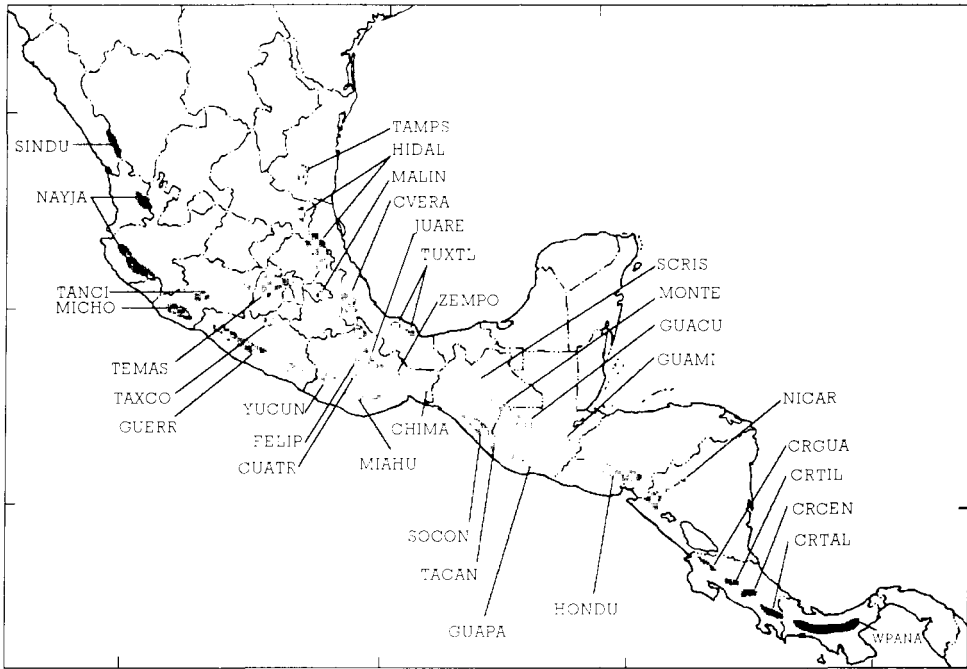 TAMPS
SINDU
HIDAL
MALIN
NAYJA
CVERA
JUARE
TUXTL
SCRIS
ZEMPO
MONTE
TANCI
MICHO
GUACU
GUAMI
TEMAS
TAXCO
YUCUN
NICAR
GUERR
CHIMA
FELIP
CUATR
MIAHU
CRGUA
CRTIL
CRCEN
SOCON
CRTAL
TACAN
HONDU
GUAPA
WPANA